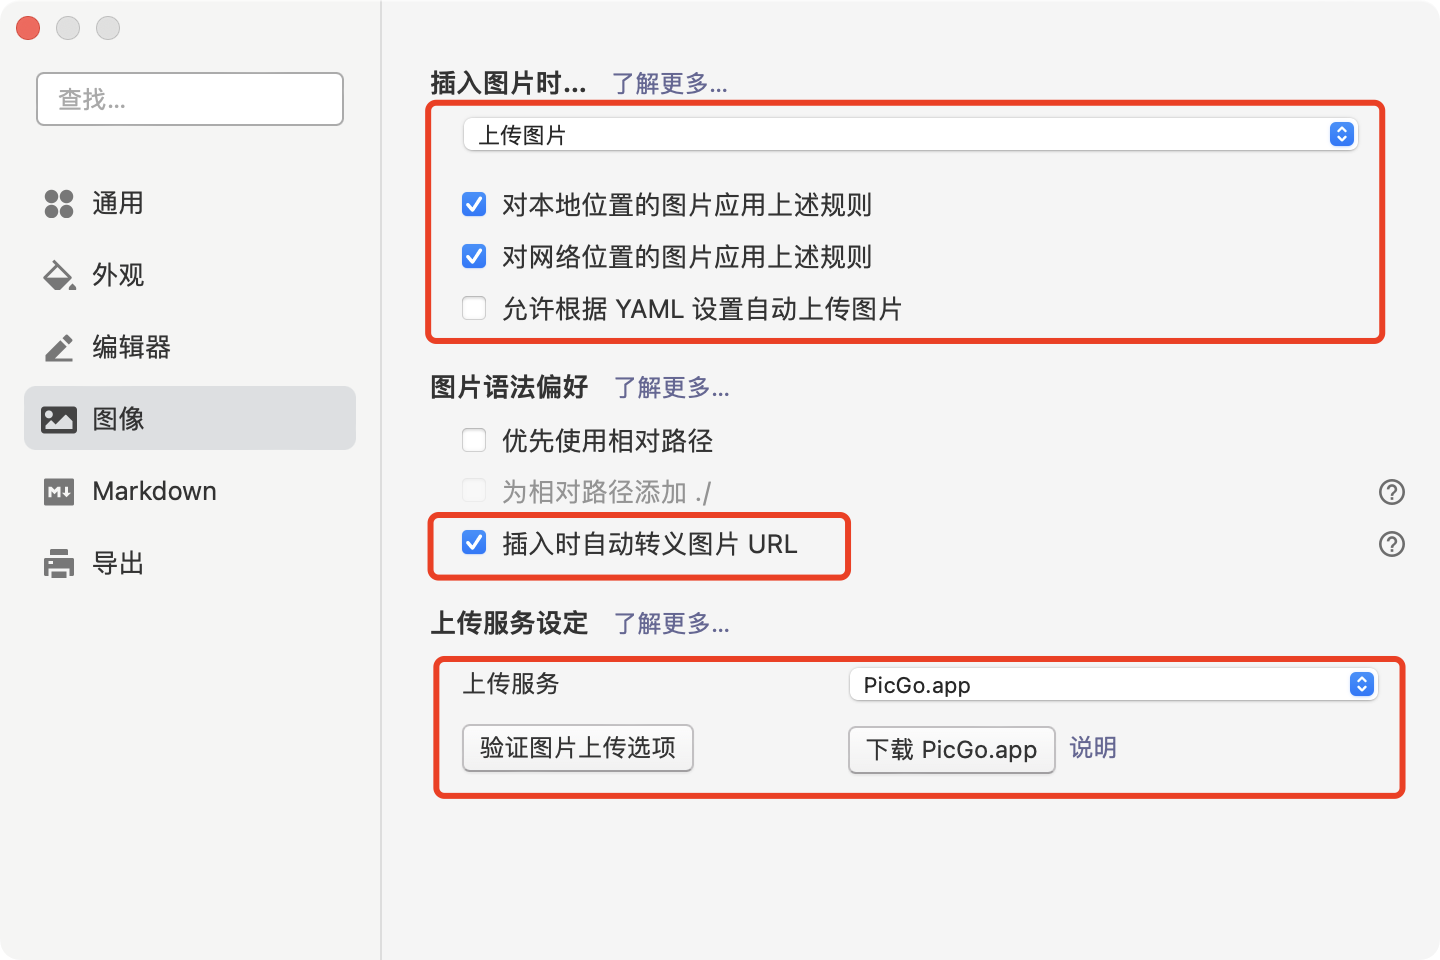 查找...
通用
外观
编辑器
图像
Markdown
导出
插入图片时... 了解更多...
上传图片
对本地位置的图片应用上述规则
对网络位置的图片应用上述规则
允许根据 YAML 设置自动上传图片
图片语法偏好 了解更多...
优先使用相对路径
为相对路径添加 ./
插入时自动转义图片 URL
上传服务设定 了解更多...
上传服务 PicGo.app
验证图片上传选项 下载 PicGo.app 说明